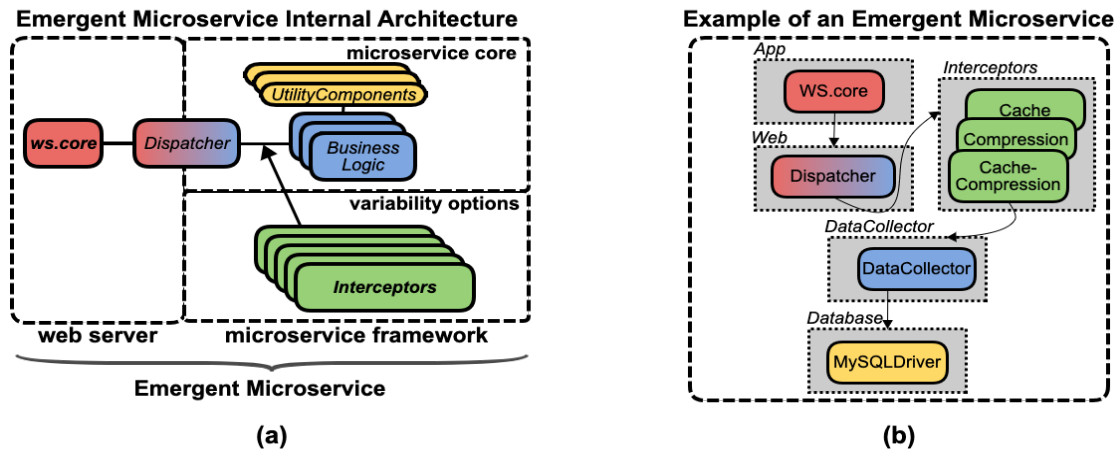 Emergent Microservice Internal Architecture
microservice core
UtilityComponents
ws.core
Dispatcher
Business
Logic
variability options
Interceptors
web server
microservice framework
Emergent Microservice
(a)
Example of an Emergent Microservice
App
WS.core
Interceptors
Cache
Compression
Cache-
Compression
Web
Dispatcher
DataCollector
DataCollector
Database
MySQLDriver
(b)